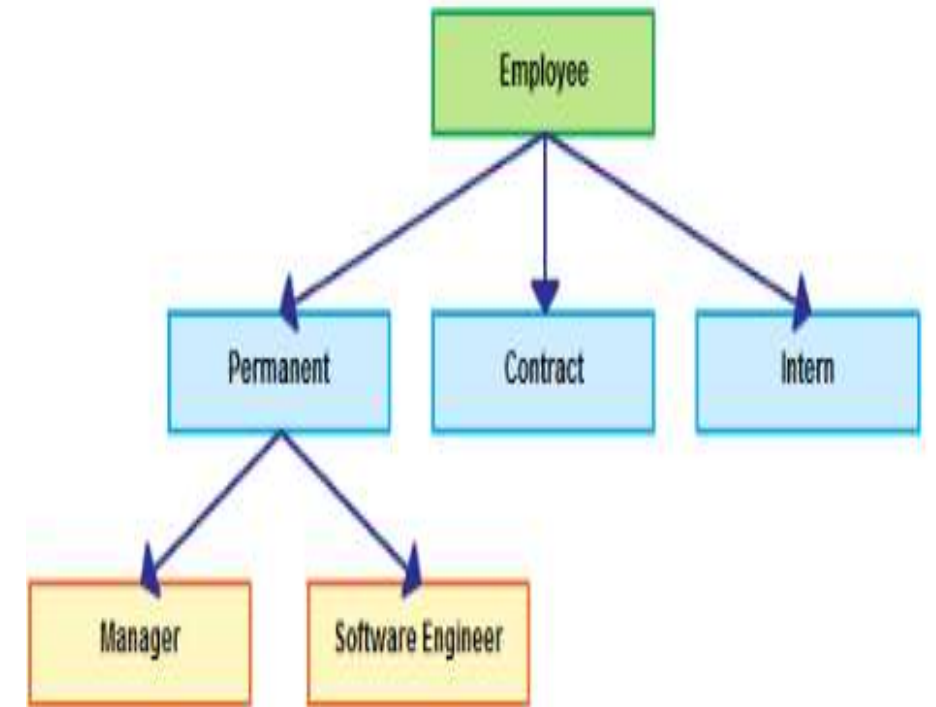 Employee
Permanent
Contract
Intern
Manager
Software Engineer